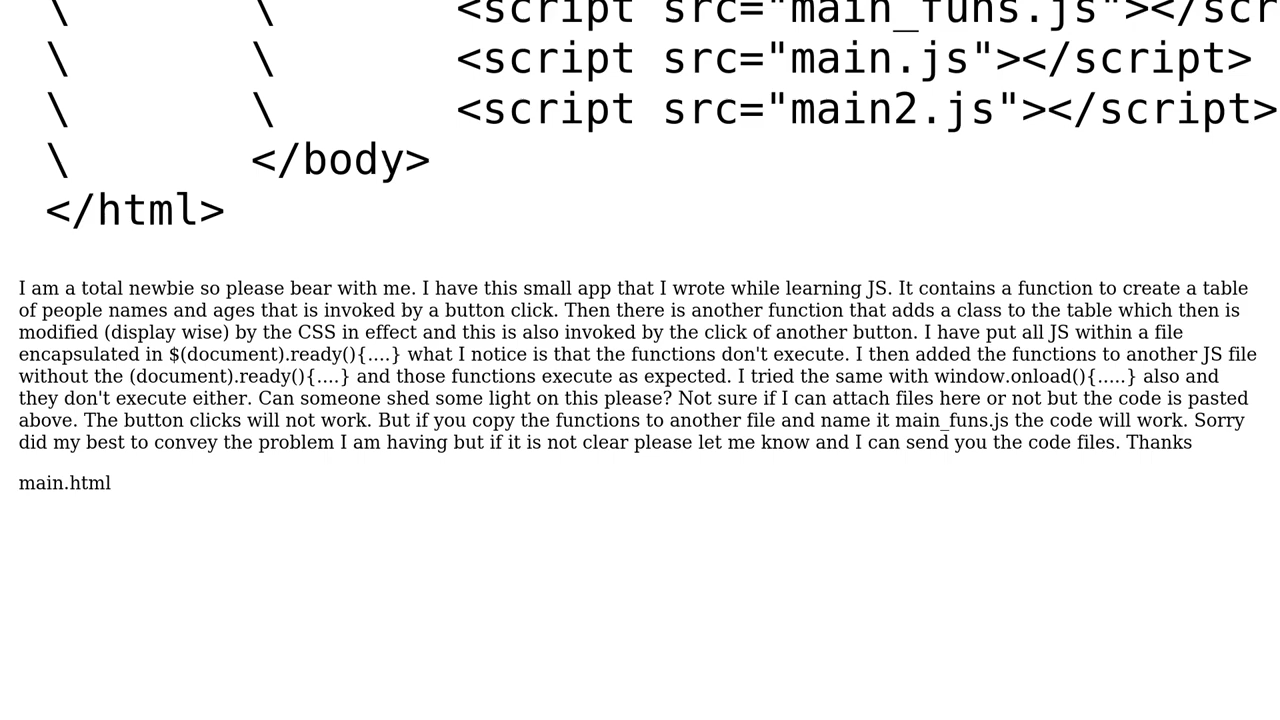 \ \ <script src="main_funs.js"></scr
\ \ <script src="main.js"></script>
\ \ <script src="main2.js"></script>
\ </body>
</html>
I am a total newbie so please bear with me. I have this small app that I wrote while learning JS. It contains a function to create a table
of people names and ages that is invoked by a button click. Then there is another function that adds a class to the table which then is
modified (display wise) by the CSS in effect and this is also invoked by the click of another button. I have put all JS within a file
encapsulated in $(document).ready(){....} what I notice is that the functions don't execute. I then added the functions to another JS file
without the (document).ready(){....} and those functions execute as expected. I tried the same with window.onload(){.....} also and
they don't execute either. Can someone shed some light on this please? Not sure if I can attach files here or not but the code is pasted
above. The button clicks will not work. But if you copy the functions to another file and name it main_funs.js the code will work. Sorry
did my best to convey the problem I am having but if it is not clear please let me know and I can send you the code files. Thanks
main.html